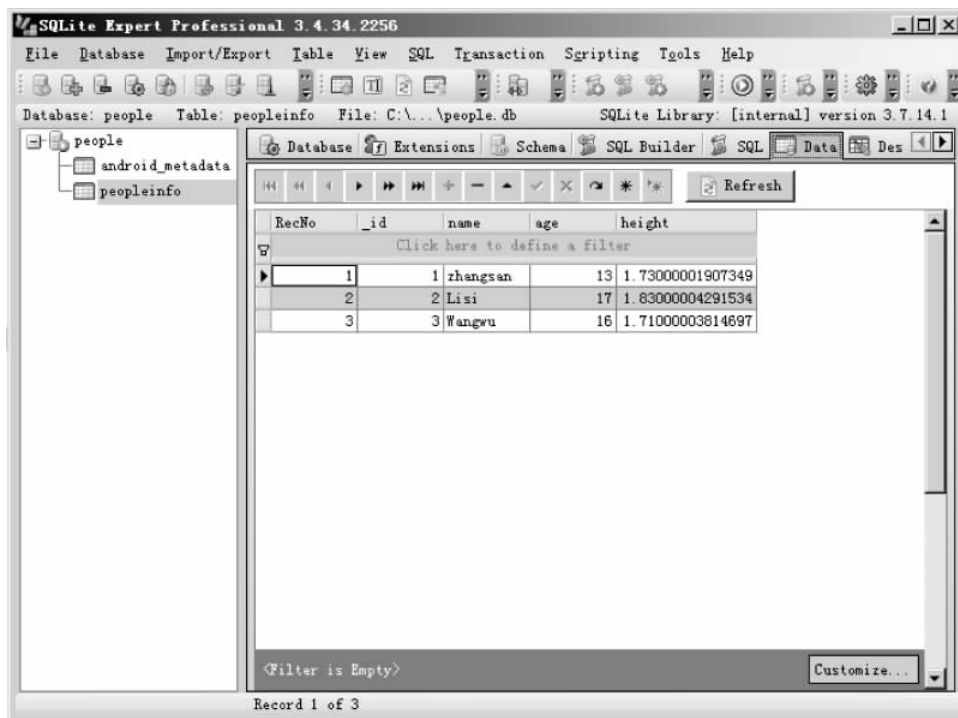 SQLite Expert Professional 3.4.34.2256
File Database Import/Export Table View SQL Transaction Scripting Tools Help
Database: people Table: peopleinfo File: C:\...\people.db SQLite Library: [internal] version 3.7.14.1
people
android_metadata
peopleinfo
Database Extensions Schema SQL Builder SQL Data Des
Refresh
RecNo _id name age height
Click here to define a filter
1 1 zhangsan 13 1.73000001907349
2 2 Lisi 17 1.83000004291534
3 3 Wangwu 16 1.71000003814697
<Filter is Empty> Customize...
Record 1 of 3